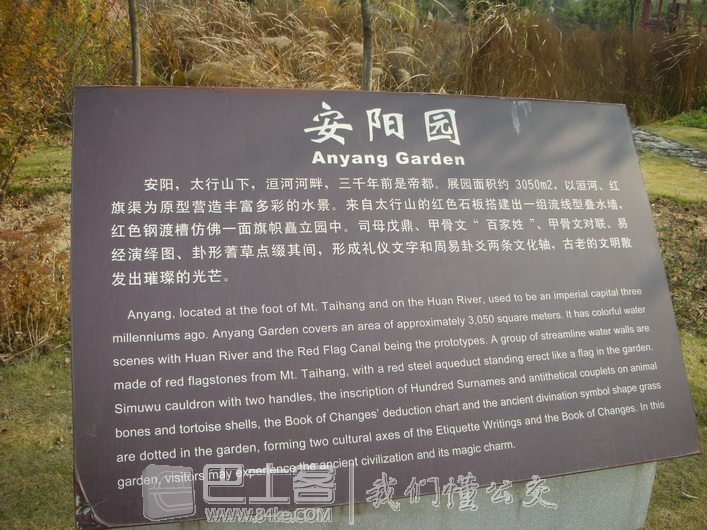 安阳园
Anyang Garden
安阳，太行山下，洹河河畔，三千年前是帝都。展园面积约 3050m2，以洹河、红
旗渠为原型营造丰富多彩的水景。来自太行山的红色石板搭建出一组流线型叠水墙，
红色钢渡槽仿佛一面旗帜矗立园中。司母戊鼎、甲骨文“百家姓”、甲骨文对联、易
经演绎图、卦形蓍草点缀其间，形成礼仪文字和周易卦爻两条文化轴，古老的文明散
发出璀璨的光芒。
Anyang, located at the foot of Mt. Taihang and on the Huan River, used to be an imperial capital three
millenniums ago. Anyang Garden covers an area of approximately 3,050 square meters. It has colorful water
scenes with Huan River and the Red Flag Canal being the prototypes. A group of streamline water walls are
made of red flagstones from Mt. Taihang, with a red steel aqueduct standing erect like a flag in the garden.
Simuwu cauldron with two handles, the inscription of Hundred Surnames and antithetical couplets on animal
bones and tortoise shells, the Book of Changes' deduction chart and the ancient divination symbol shape grass
are dotted in the garden, forming two cultural axes of the Etiquette Writings and the Book of Changes. In this
garden, visitors may experience the ancient civilization and its magic charm.
巴士客 我们懂公交
www.84ke.com